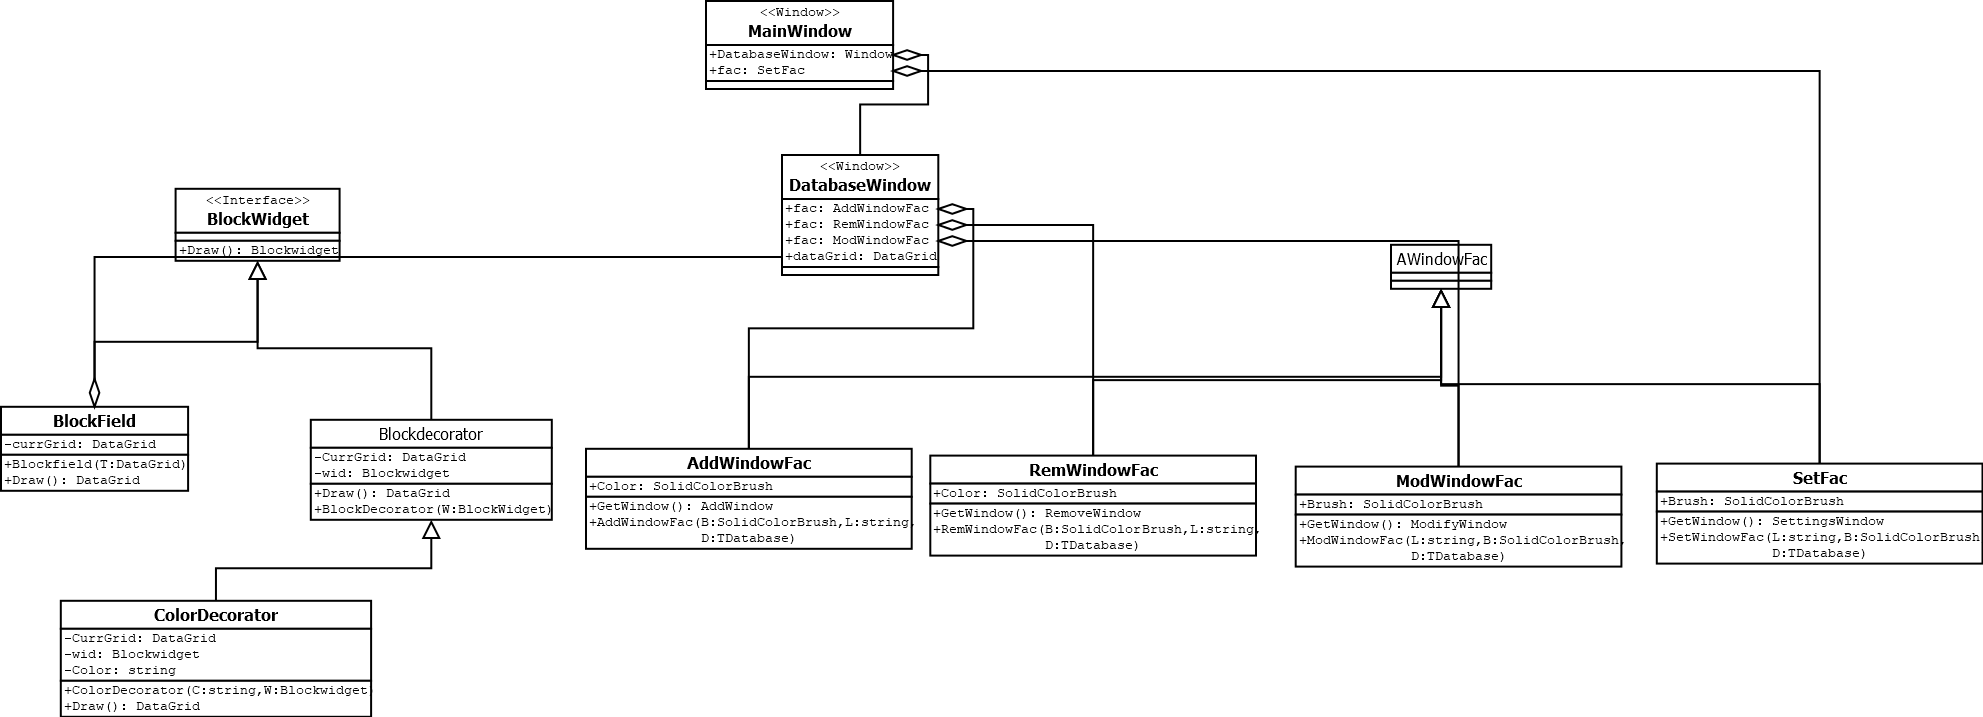 <<Window>>
MainWindow
+DatabaseWindow: Window
+fac: SetFac
<<Window>>
DatabaseWindow
+fac: AddWindowFac
+fac: RemWindowFac
+fac: ModWindowFac
+dataGrid: DataGrid
<<Interface>>
BlockWidget
+Draw(): Blockwidget
AWindowFac
BlockField
-currGrid: DataGrid
+Blockfield(T:DataGrid)
+Draw(): DataGrid
Blockdecorator
-CurrGrid: DataGrid
-wid: Blockwidget
+Draw(): DataGrid
+BlockDecorator(W:BlockWidget)
AddWindowFac
+Color: SolidColorBrush
+GetWindow(): AddWindow
+AddWindowFac(B:SolidColorBrush,L:string,
D:TDatabase)
RemWindowFac
+Color: SolidColorBrush
+GetWindow(): RemoveWindow
+RemWindowFac(B:SolidColorBrush,L:string,
D:TDatabase)
ModWindowFac
+Brush: SolidColorBrush
+GetWindow(): ModifyWindow
+ModWindowFac(L:string,B:SolidColorBrush,
D:TDatabase)
SetFac
+Brush: SolidColorBrush
+GetWindow(): SettingsWindow
+SetWindowFac(L:string,B:SolidColorBrush
D:TDatabase)
ColorDecorator
-CurrGrid: DataGrid
-wid: Blockwidget
-Color: string
+ColorDecorator(C:string,W:Blockwidget)
+Draw(): DataGrid